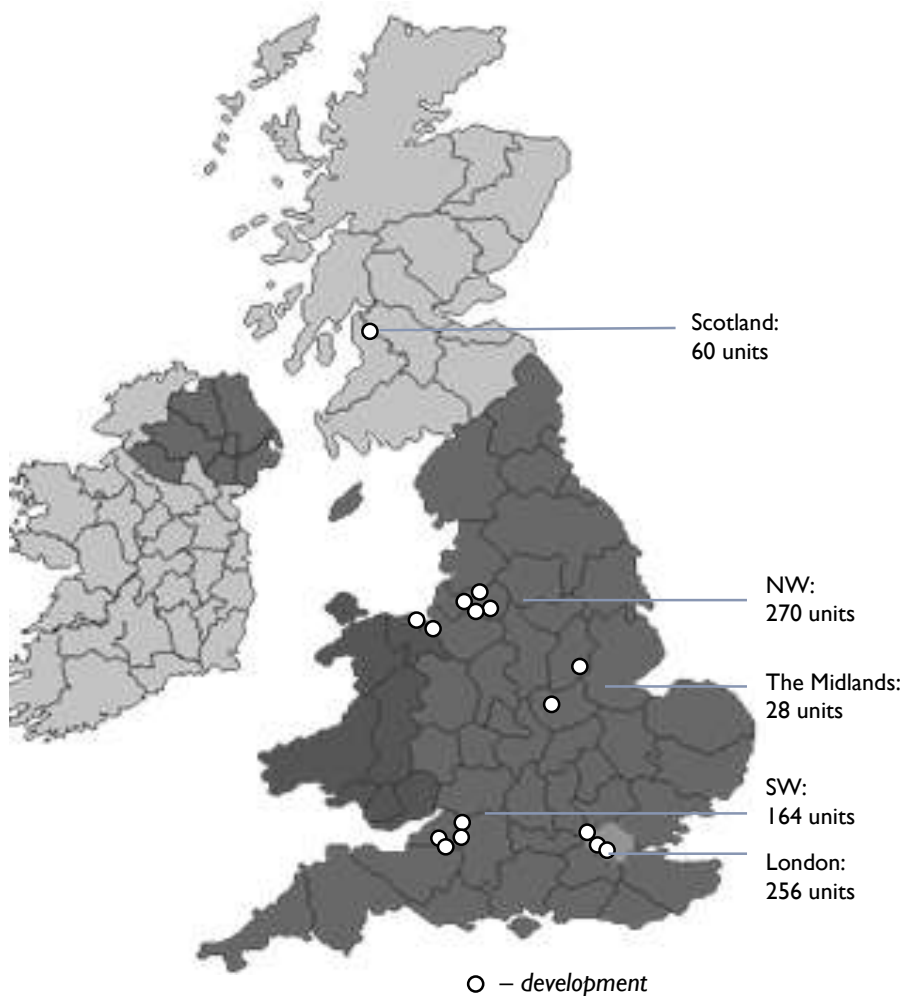 Scotland:
60 units
NW:
270 units
The Midlands:
28 units
SW:
164 units
London:
256 units
– development